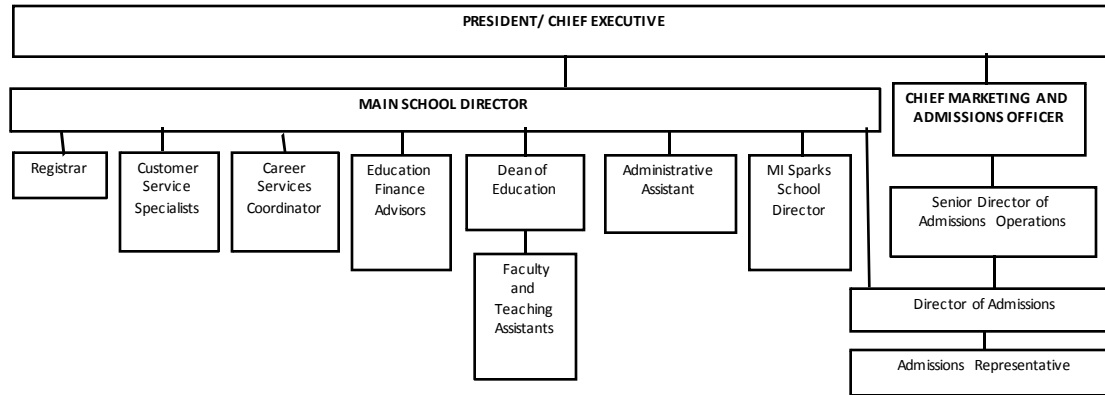 PRESIDENT/ CHIEF EXECUTIVE
MAIN SCHOOL DIRECTOR
CHIEF MARKETING AND
ADMISSIONS OFFICER
Registrar
Customer
Service
Specialists
Career
Services
Coordinator
Education
Finance
Advisors
Dean of
Education
Administrative
Assistant
MI Sparks
School
Director
Senior Director of
Admissions Operations
Faculty
and
Teaching
Assistants
Director of Admissions
Admissions Representative